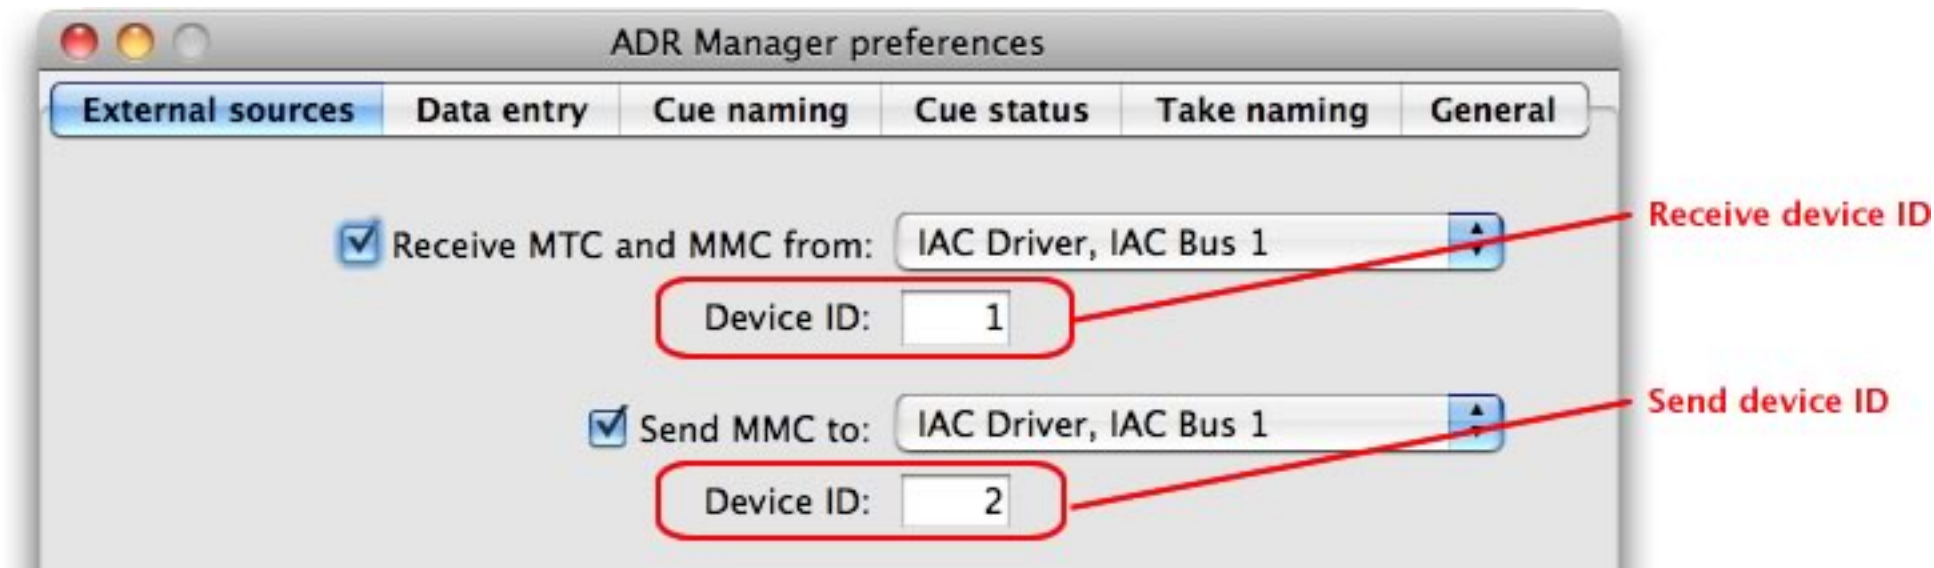 ADR Manager preferences
External sources Data entry Cue naming Cue status Take naming General
Receive MTC and MMC from: IAC Driver, IAC Bus 1
Receive device ID
Device ID: 1
Send MMC to: IAC Driver, IAC Bus 1
Send device ID
Device ID: 2